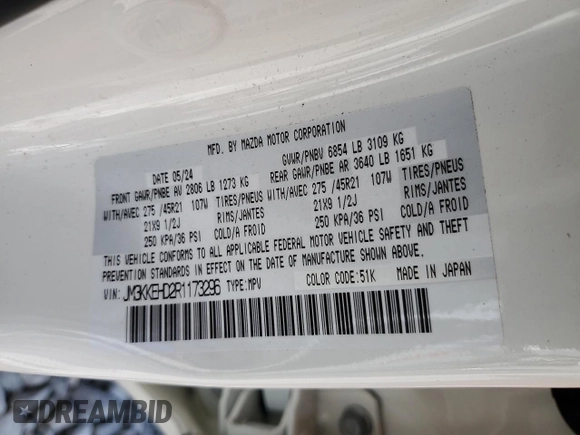 MFD. BY MAZDA MOTOR CORPORATION
DATE 05/24
GVWR/PNBV 6854 LB 3109 KG
FRONT GAWR/PNBE AV 2806 LB 1273 KG
REAR GAWR/PNBE AR 3640 LB 1651 KG
WITH/AVEC 275 /45R21 107W TIRES/PNEUS
WITH/AVEC 275 /45R21 107W TIRES/PNEUS
21X9 1/2J RIMS/JANTES
21X9 1/2J RIMS/JANTES
250 KPA/36 PSI COLD/A FROID
250 KPA/36 PSI COLD/A FROID
THIS VEHICLE CONFORMS TO ALL APPLICABLE FEDERAL MOTOR VEHICLE SAFETY AND THEFT
PREVENTION STANDARDS IN EFFECT ON THE DATE OF MANUFACTURE SHOWN ABOVE.
VIN: JM3KKEHD2R1173296 TYPE:MPV COLOR CODE:51K MADE IN JAPAN
DREAMBID